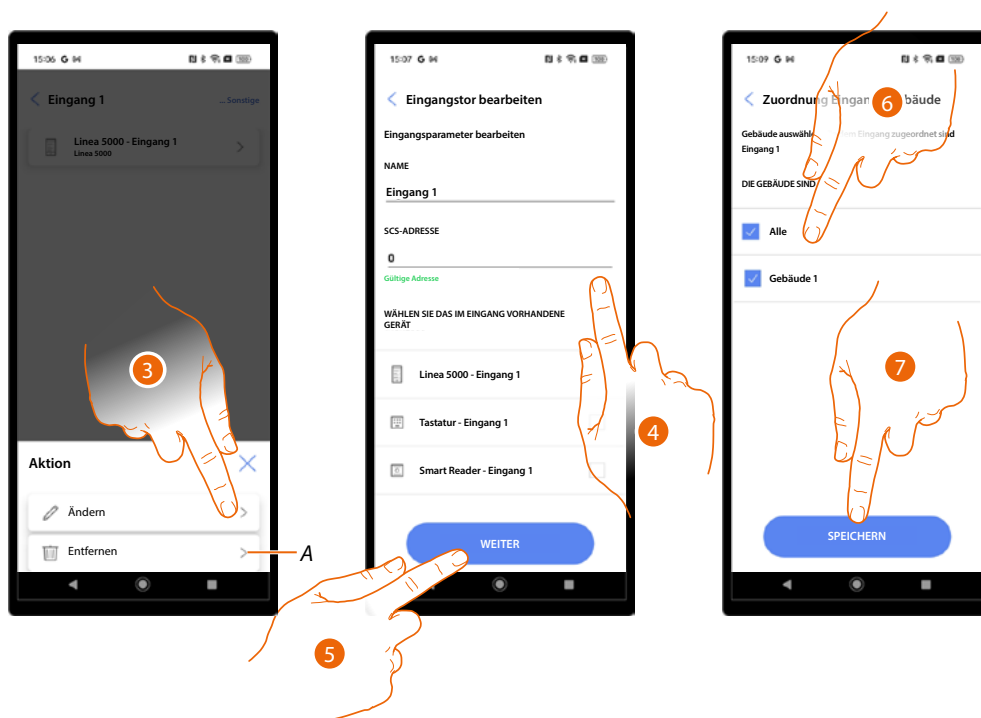 15:06 G M
Eingang 1
... Sonstige
Linea 5000 - Eingang 1
Linea 5000
3
Aktion
Ändern
Entfernen
A
15:07 G M
Eingangstor bearbeiten
Eingangsparameter bearbeiten
NAME
Eingang 1
SCS-ADRESSE
0
Gültige Adresse
WÄHLEN SIE DAS IM EINGANG VORHANDENE
GERÄT
Linea 5000 - Eingang 1
Tastatur - Eingang 1
Smart Reader - Eingang 1
4
WEITER
5
15:09 G M
Zuordnung Eingan bäude
6
Gebäude auswähl Eingang zugeordnet sind
Eingang 1
DIE GEBÄUDE SIND
Alle
Gebäude 1
7
SPEICHERN